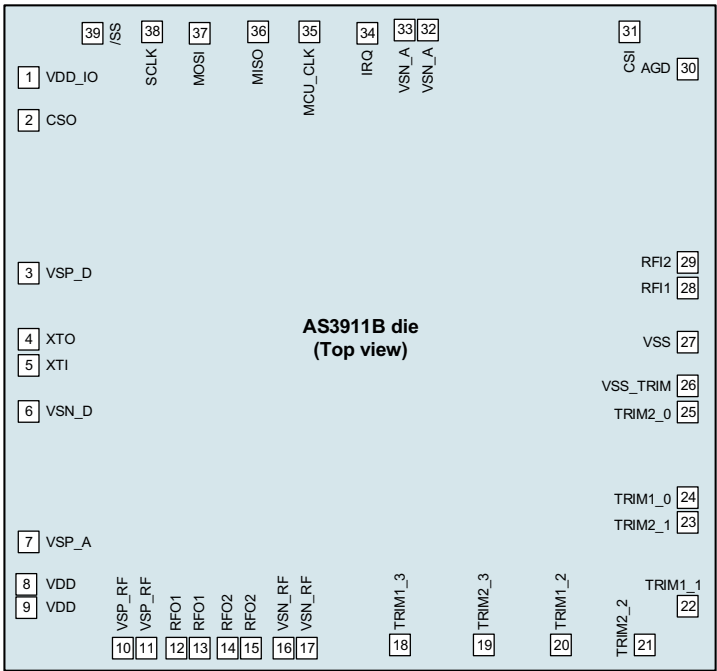 39 /SS
38 SCLK
37 MOSI
36 MISO
35 MCU_CLK
34 IRQ
33 VSN_A
32 VSN_A
31 CSI
30 AGD
1 VDD_IO
2 CSO
3 VSP_D
4 XTO
5 XTI
6 VSN_D
7 VSP_A
8 VDD
9 VDD
AS3911B die
(Top view)
RFI2 29
RFI1 28
VSS 27
VSS_TRIM 26
TRIM2_0 25
TRIM1_0 24
TRIM2_1 23
TRIM1_1 22
VSP_RF 10
VSP_RF 11
RFO1 12
RFO1 13
RFO2 14
RFO2 15
VSN_RF 16
VSN_RF 17
TRIM1_3 18
TRIM2_3 19
TRIM1_2 20
TRIM2_2 21